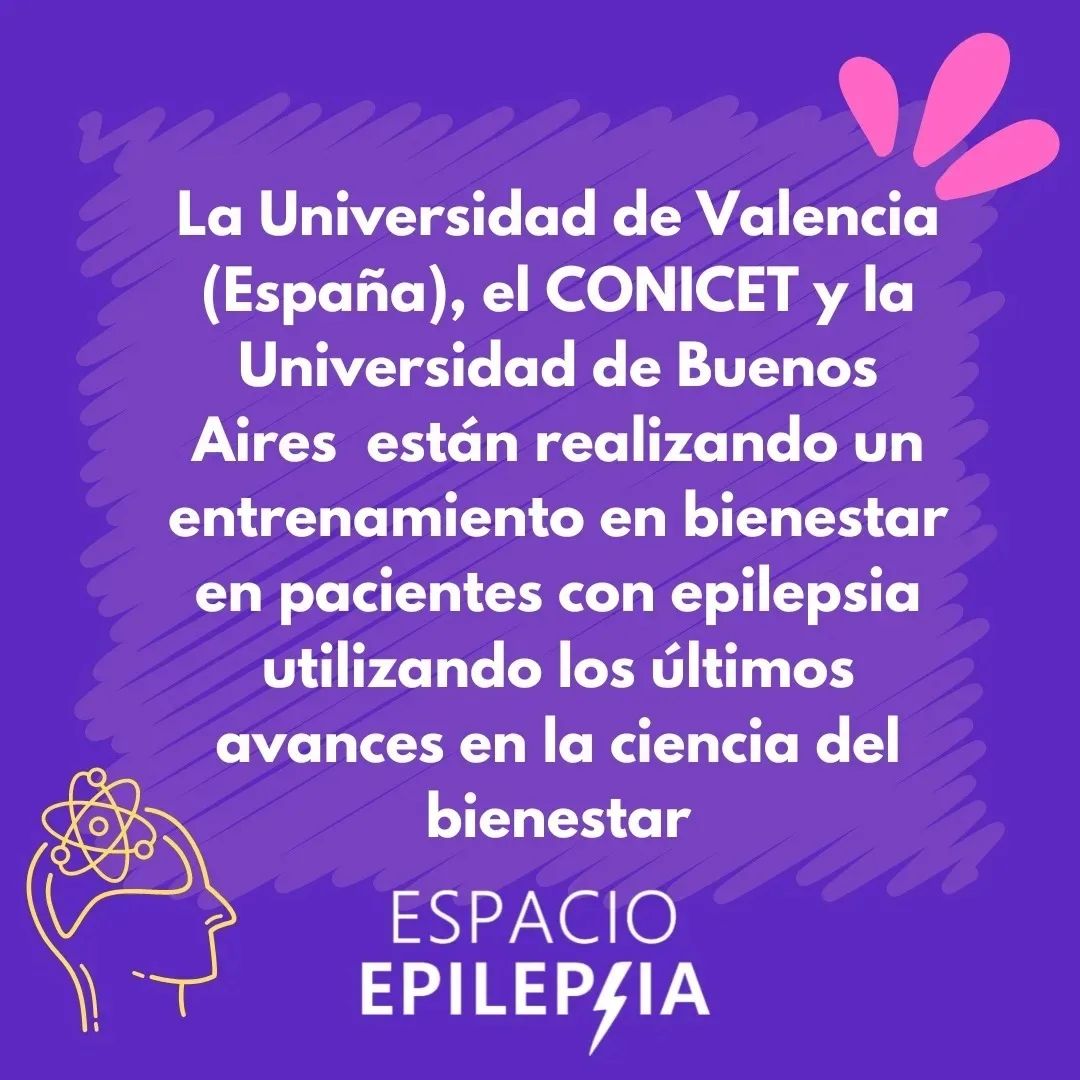 La Universidad de Valencia
(España), el CONICET y la
Universidad de Buenos
Aires  están realizando un
entrenamiento en bienestar
en pacientes con epilepsia
utilizando los últimos
avances en la ciencia del
bienestar
ESPACIO
EPILEPSIA